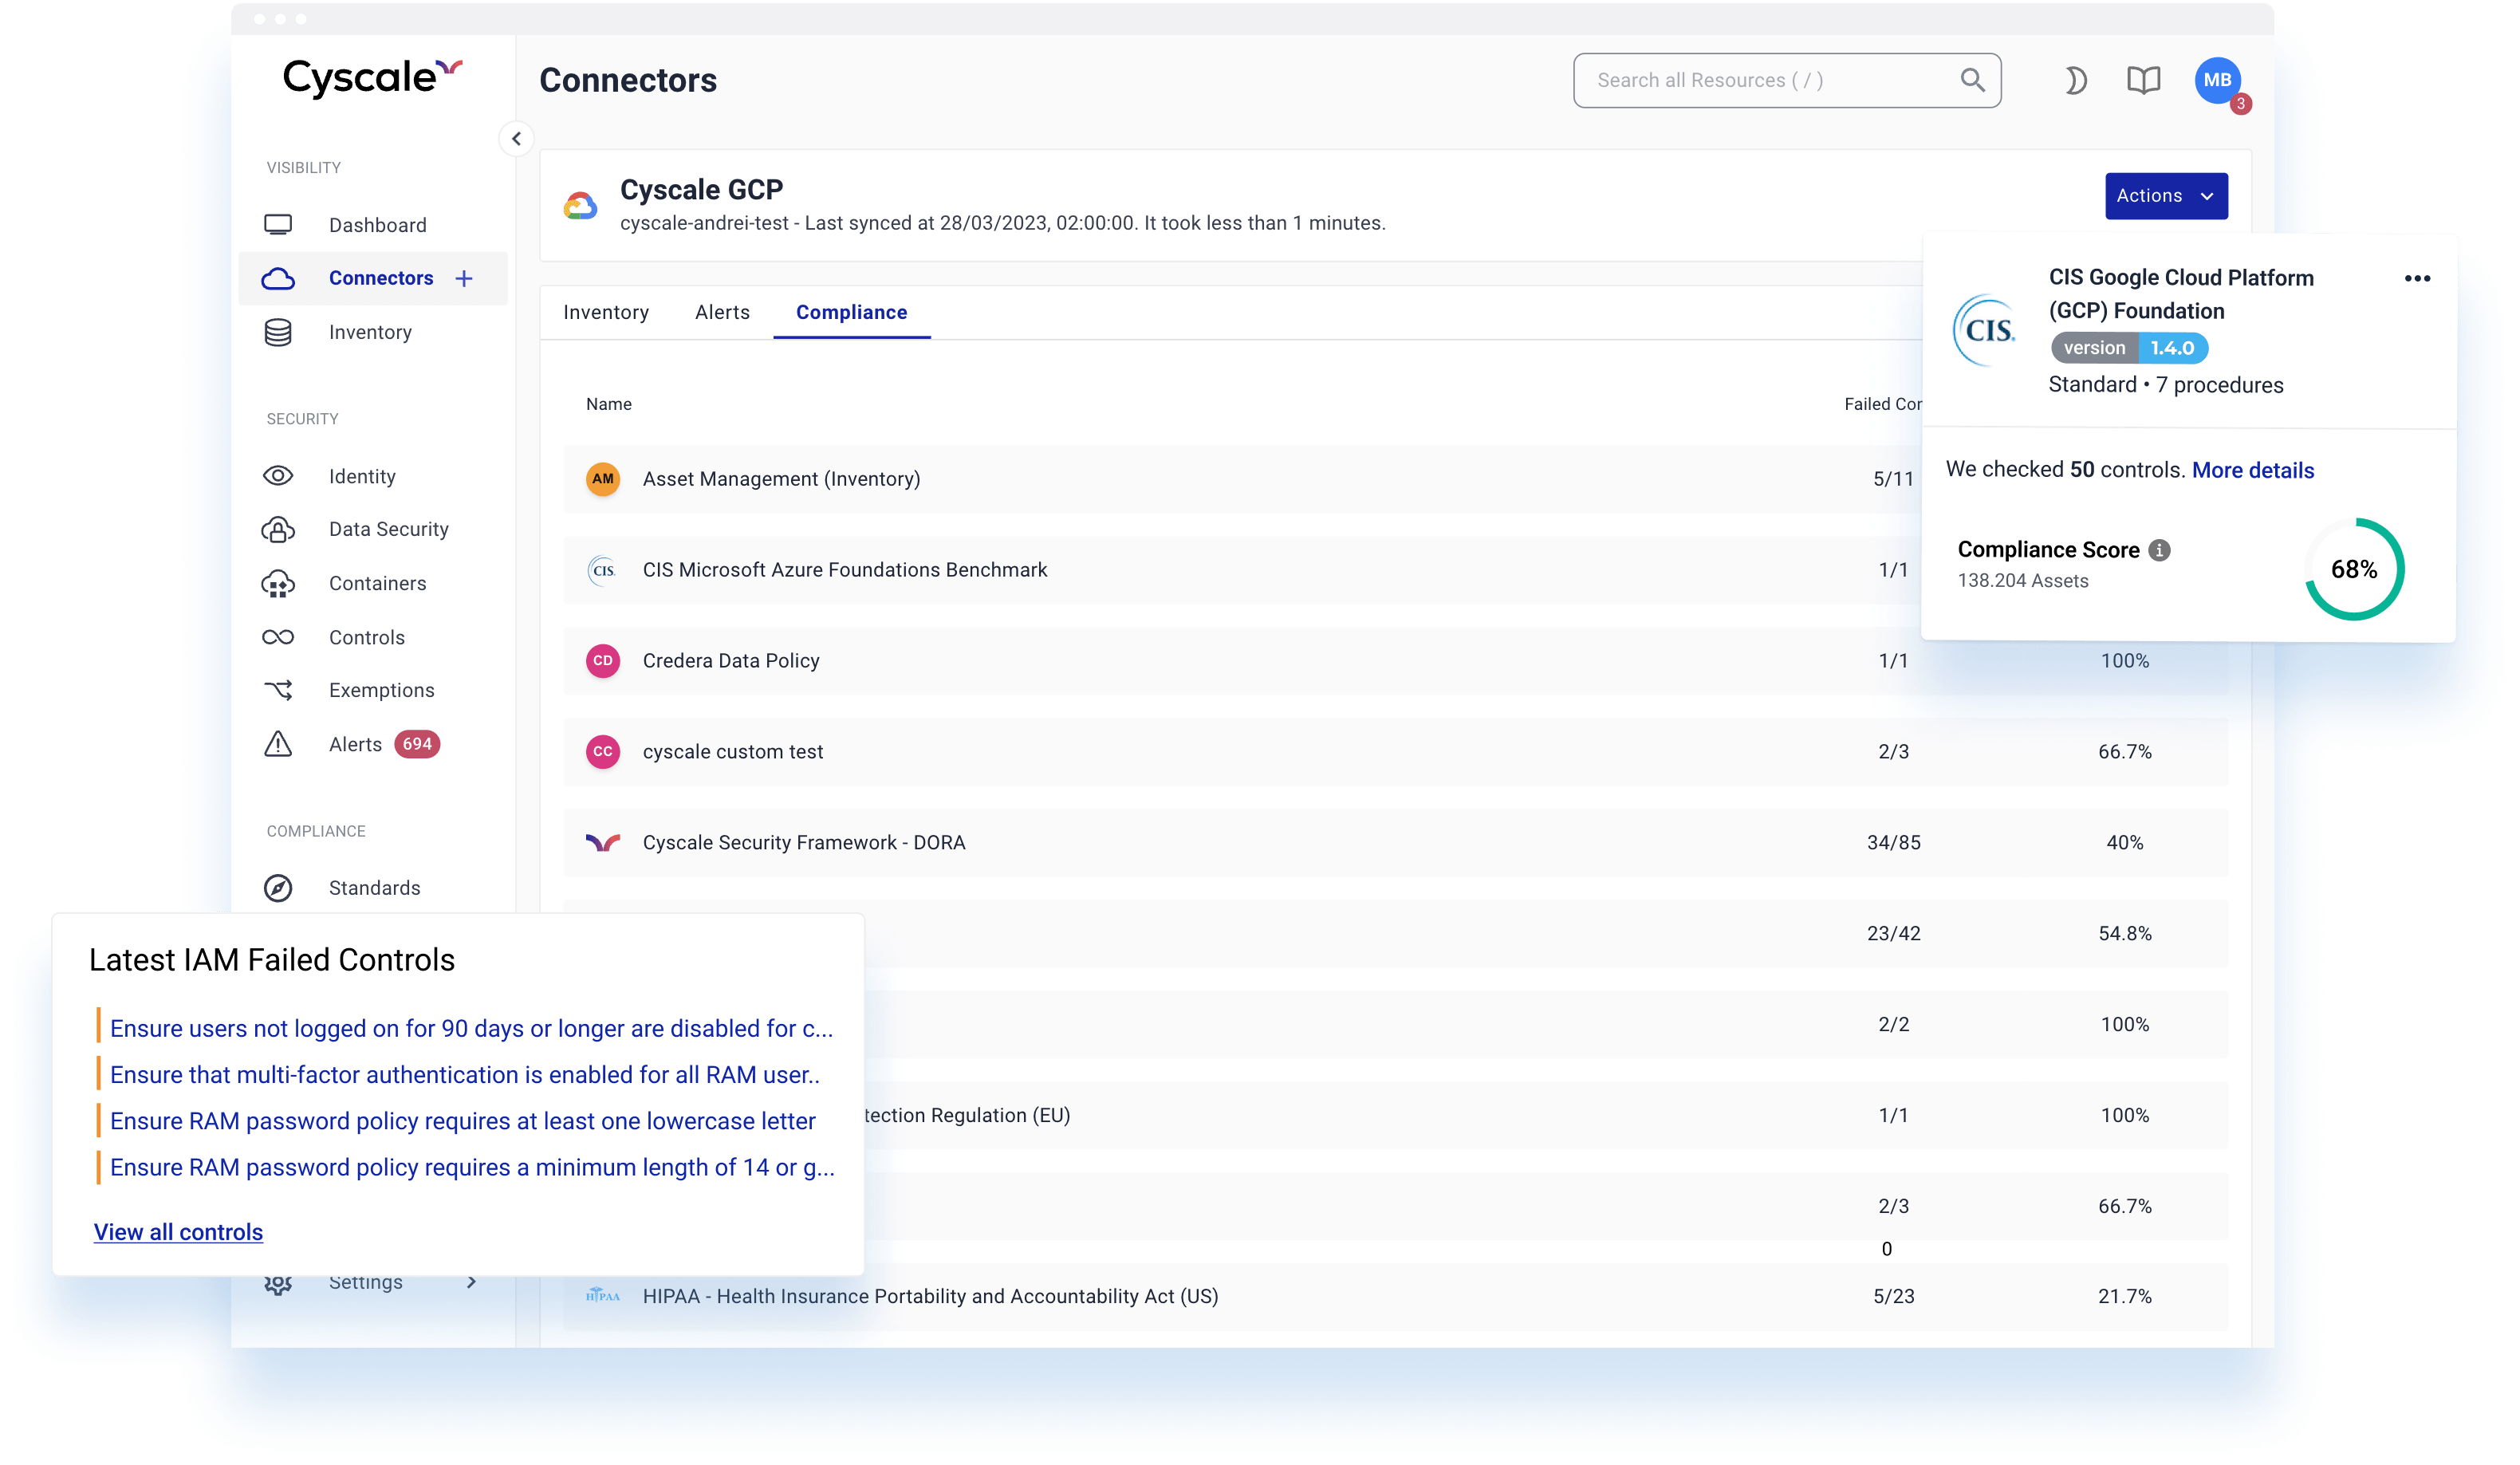 Cyscale
Connectors
Search all Resources ( / )
MB
3
VISIBILITY
Dashboard
Connectors +
Inventory
SECURITY
Identity
Data Security
Containers
Controls
Exemptions
Alerts 694
COMPLIANCE
Standards
Settings
Cyscale GCP
cyscale-andrei-test - Last synced at 28/03/2023, 02:00:00. It took less than 1 minutes.
Actions
Inventory Alerts Compliance
Name Failed Cor
AM Asset Management (Inventory) 5/11
CIS. CIS Microsoft Azure Foundations Benchmark 1/1
CD Credera Data Policy 1/1 100%
CC cyscale custom test 2/3 66.7%
Cyscale Security Framework - DORA 34/85 40%
23/42 54.8%
2/2 100%
tection Regulation (EU) 1/1 100%
2/3 66.7%
0
HIPAA HIPAA - Health Insurance Portability and Accountability Act (US) 5/23 21.7%
CIS Google Cloud Platform
(GCP) Foundation
CIS.
version 1.4.0
Standard • 7 procedures
We checked 50 controls. More details
Compliance Score
138.204 Assets
68%
Latest IAM Failed Controls
Ensure users not logged on for 90 days or longer are disabled for c...
Ensure that multi-factor authentication is enabled for all RAM user..
Ensure RAM password policy requires at least one lowercase letter
Ensure RAM password policy requires a minimum length of 14 or g...
View all controls